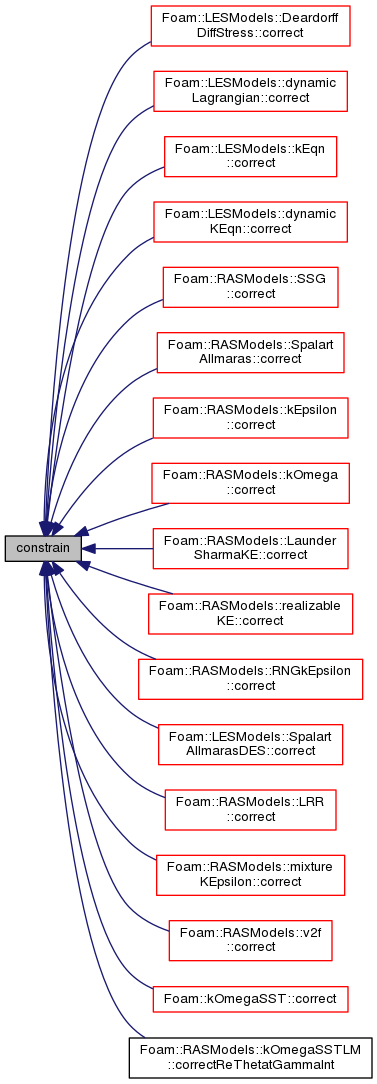 Foam::LESModels::Deardorff
DiffStress::correct
Foam::LESModels::dynamic
Lagrangian::correct
Foam::LESModels::kEqn
::correct
Foam::LESModels::dynamic
KEqn::correct
Foam::RASModels::SSG
::correct
Foam::RASModels::Spalart
Allmaras::correct
Foam::RASModels::kEpsilon
::correct
Foam::RASModels::kOmega
::correct
constrain
Foam::RASModels::Launder
SharmaKE::correct
Foam::RASModels::realizable
KE::correct
Foam::RASModels::RNGkEpsilon
::correct
Foam::LESModels::Spalart
AllmarasDES::correct
Foam::RASModels::LRR
::correct
Foam::RASModels::mixture
KEpsilon::correct
Foam::RASModels::v2f
::correct
Foam::kOmegaSST::correct
Foam::RASModels::kOmegaSSTLM
::correctReThetatGammaInt